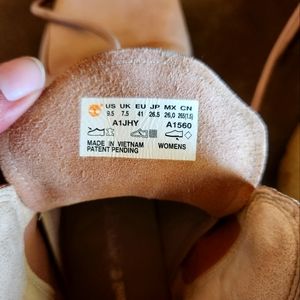 US UK EU JP MX CN
9.5 7.5 41 26.5 26.0 265(1.5)
A1JHY A1560
MADE IN VIETNAM WOMENS
PATENT PENDING